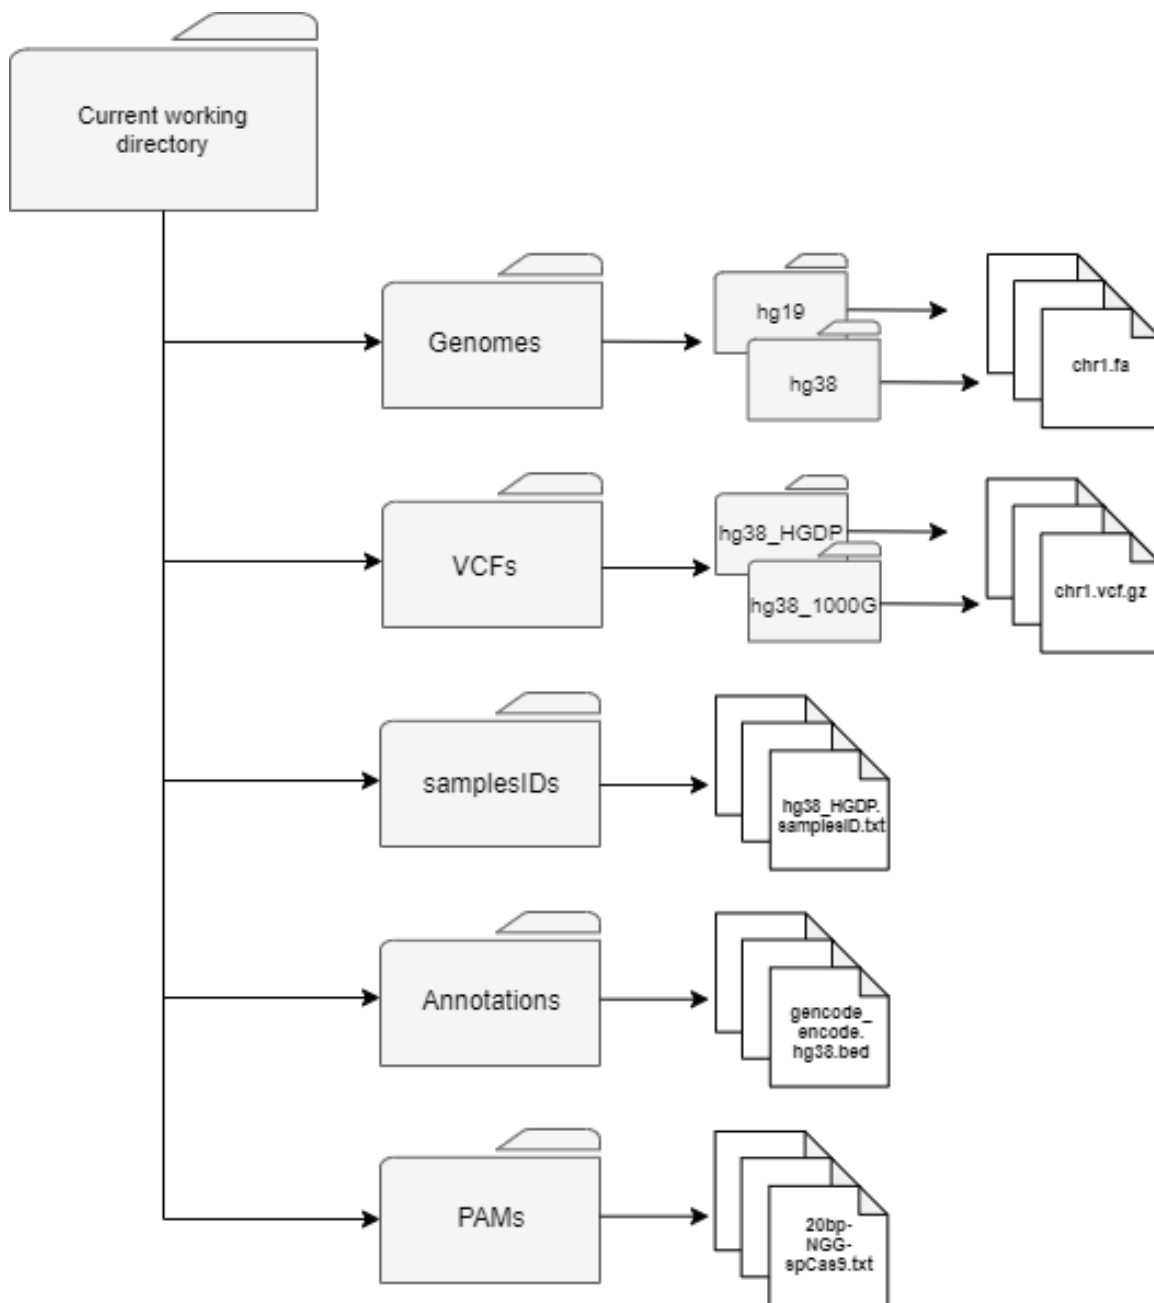 Current working
directory
Genomes
hg19
hg38
chr1.fa
VCFs
hg38_HGDP
hg38_1000G
chr1.vcf.gz
samplesIDs
hg38_HGDP.
samplesID.txt
Annotations
gencode_
encode.
hg38.bed
PAMs
20bp-
NGG-
spCas9.txt